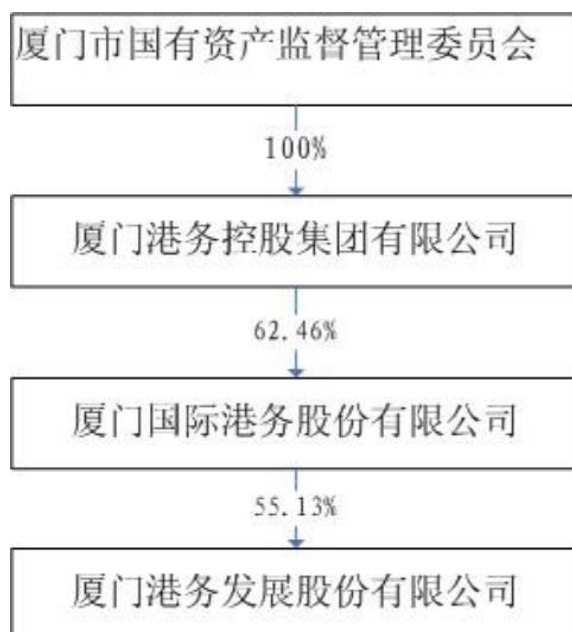 厦门市国有资产监督管理委员会
100%
厦门港务控股集团有限公司
62.46%
厦门国际港务股份有限公司
55.13%
厦门港务发展股份有限公司